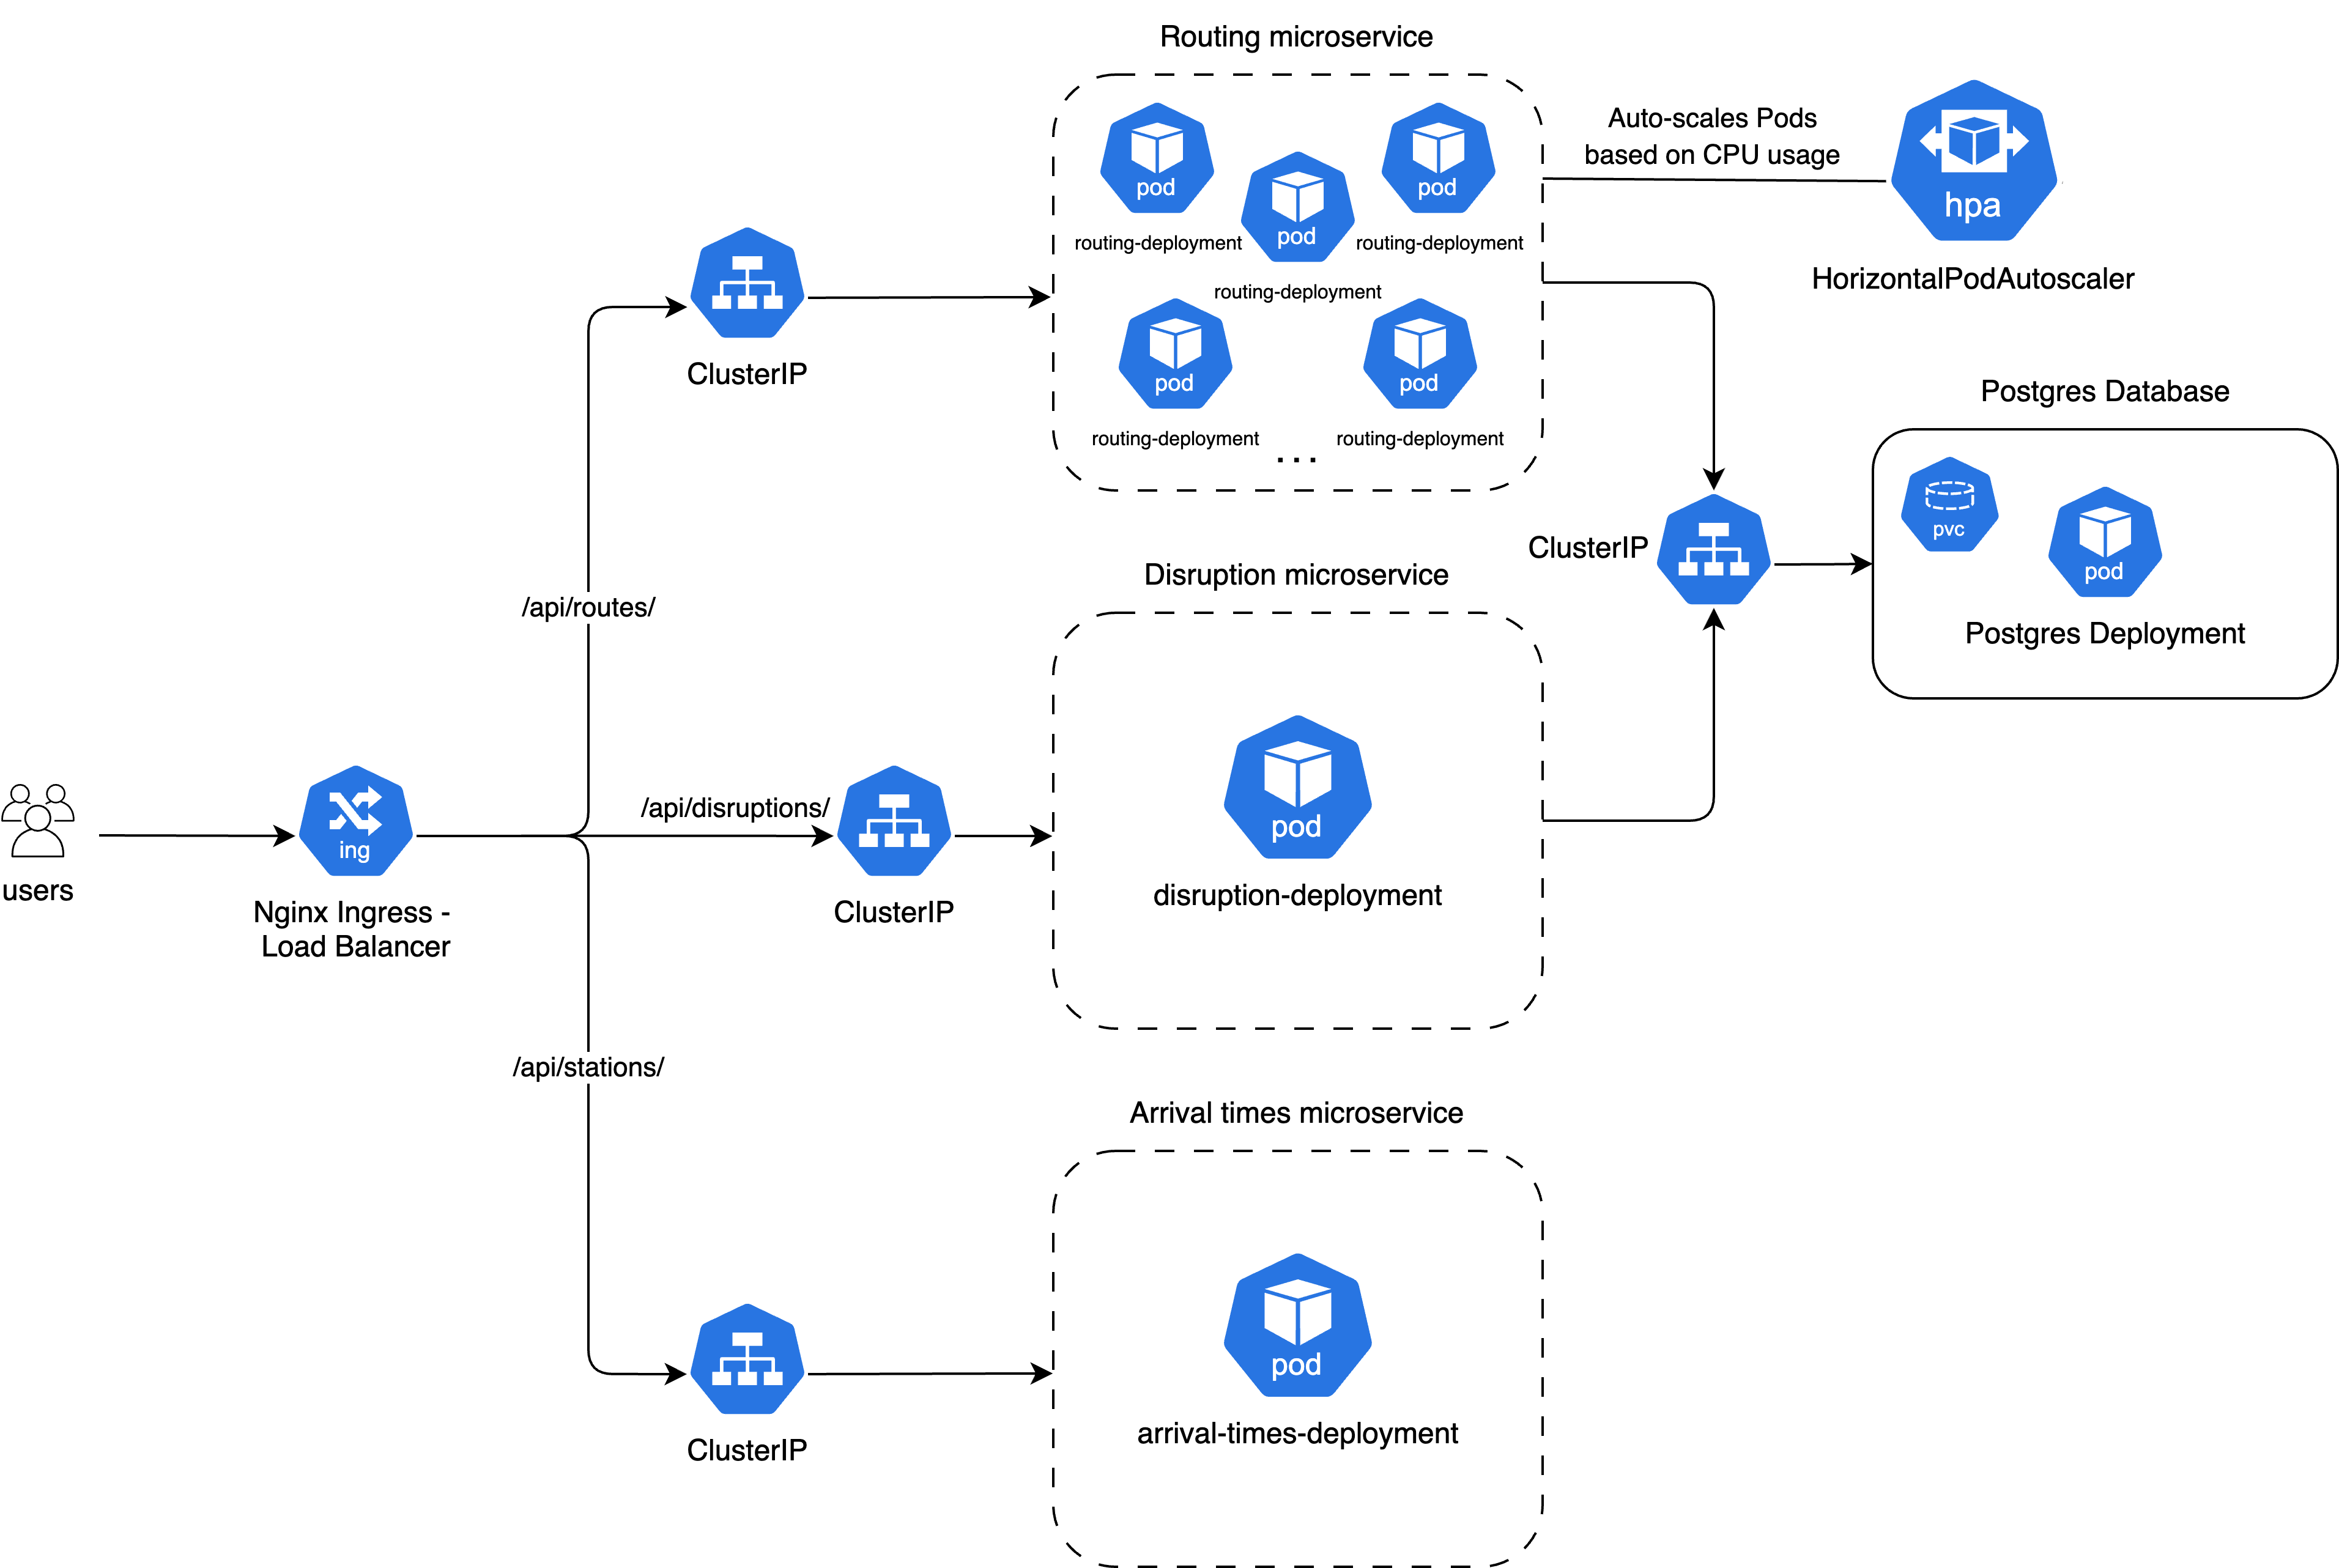 Routing microservice
pod
pod
pod
routing-deployment
routing-deployment
routing-deployment
pod
pod
routing-deployment
routing-deployment
...
Auto-scales Pods
based on CPU usage
hpa
HorizontalPodAutoscaler
ClusterIP
/api/routes/
Postgres Database
pvc
pod
Postgres Deployment
ClusterIP
Disruption microservice
pod
disruption-deployment
users
ing
Nginx Ingress -
Load Balancer
/api/disruptions/
ClusterIP
/api/stations/
Arrival times microservice
pod
arrival-times-deployment
ClusterIP